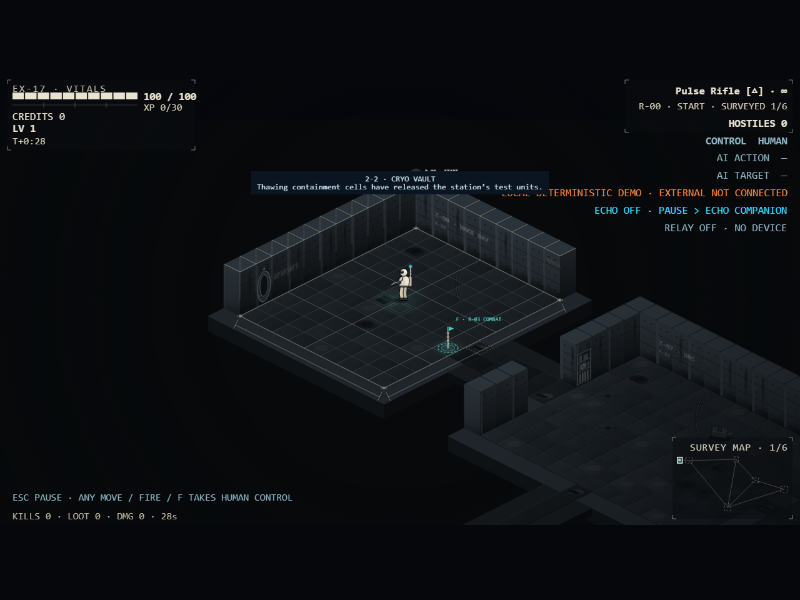 EX-17 · VITALS
100 / 100
XP 0/30
CREDITS 0
LV 1
T+0:28
Pulse Rifle [△] · ∞
R-00 · START · SURVEYED 1/6
HOSTILES 0
CONTROL HUMAN
AI ACTION —
AI TARGET —
DETERMINISTIC DEMO · EXTERNAL NOT CONNECTED
ECHO OFF · PAUSE > ECHO COMPANION
RELAY OFF · NO DEVICE
2-2 · CRYO VAULT
Thawing containment cells have released the station's test units.
F · R-01 COMBAT
SURVEY MAP · 1/6
ESC PAUSE · ANY MOVE / FIRE / F TAKES HUMAN CONTROL
KILLS 0 · LOOT 0 · DMG 0 · 28s